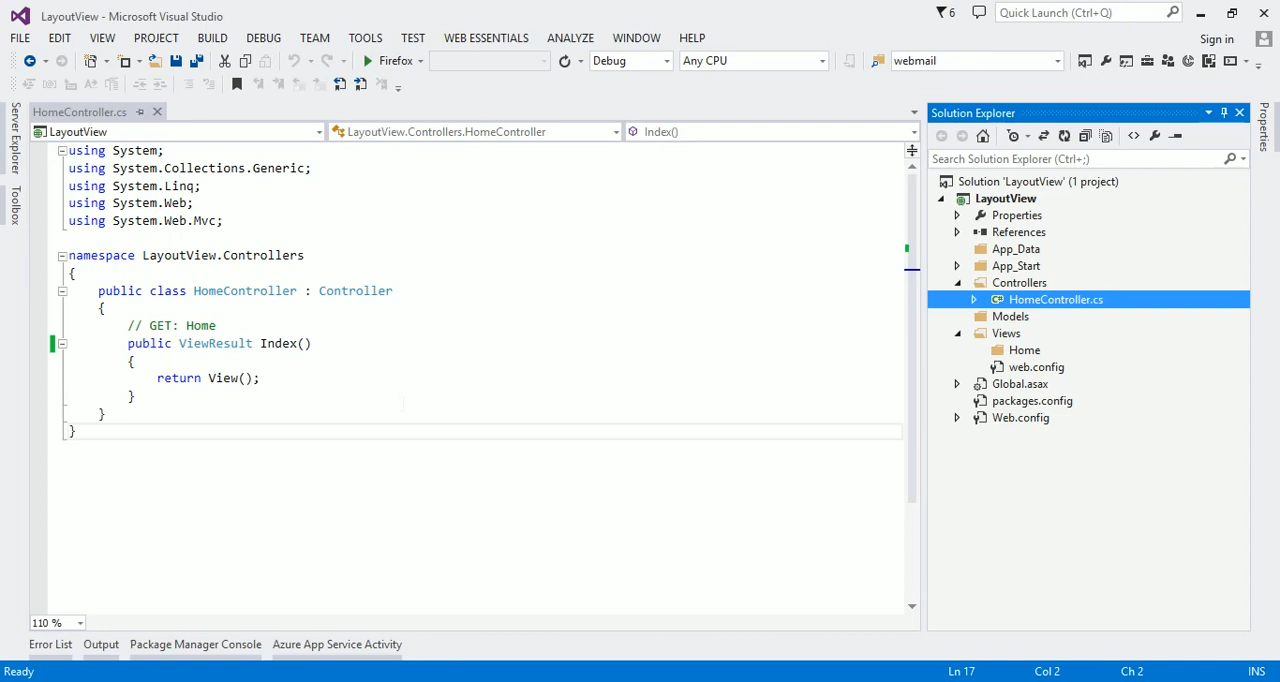 LayoutView - Microsoft Visual Studio
6
Quick Launch (Ctrl+Q)
FILE EDIT VIEW PROJECT BUILD DEBUG TEAM TOOLS TEST WEB ESSENTIALS ANALYZE WINDOW HELP
Sign in
Firefox
Debug
Any CPU
webmail
Server Explorer
Toolbox
HomeController.cs
LayoutView
LayoutView.Controllers.HomeController
Index()
using System;
using System.Collections.Generic;
using System.Linq;
using System.Web;
using System.Web.Mvc;
namespace LayoutView.Controllers
{
public class HomeController : Controller
{
// GET: Home
public ViewResult Index()
{
return View();
}
}
}
110 %
Solution Explorer
Search Solution Explorer (Ctrl+;)
Solution 'LayoutView' (1 project)
LayoutView
Properties
References
App_Data
App_Start
Controllers
HomeController.cs
Models
Views
Home
web.config
Global.asax
packages.config
Web.config
Properties
Error List Output Package Manager Console Azure App Service Activity
Ready
Ln 17 Col 2 Ch 2 INS